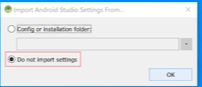 Import Android Studio Settings From...
Config or installation folder:
Do not import settings
OK